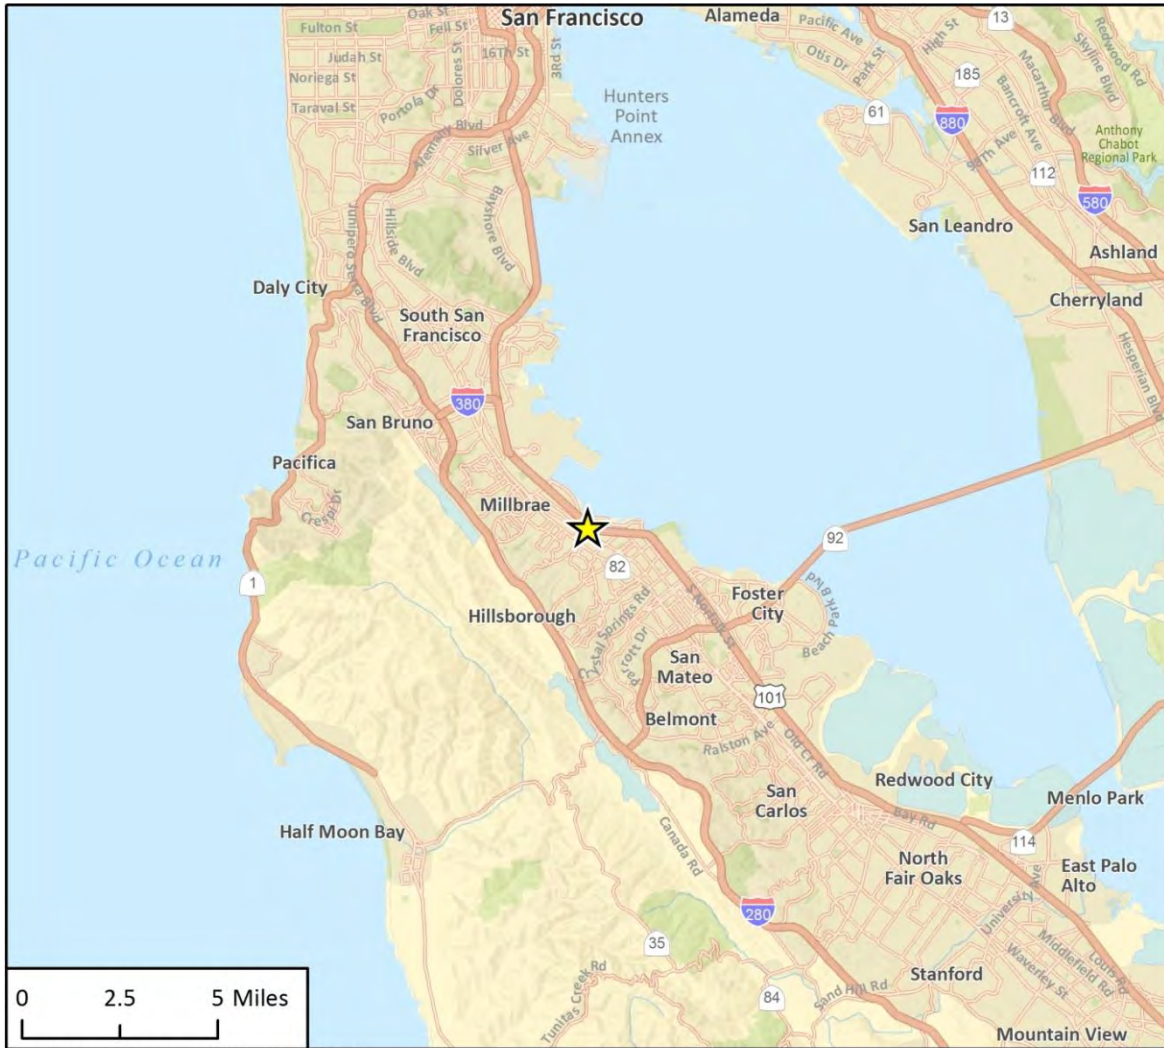 Oak St
San Francisco
Alameda
Fulton St
Fell St
16Th St
3Rd St
Pacific Ave
Otis Dr
Park St
High St
13
Redwood Rd
Skyline Blvd
Macarthur Blvd
Judah St
Noriega St
Taraval St
Portola Dr
Dolores St
Hunters
Point
Annex
185
Bancroft Ave
61
880
Anthony
Chabot
Regional Park
Alemany Blvd
Silver Ave
98Th Ave
112
580
Junipero Serra Blvd
Hillside Blvd
Bayshore Blvd
San Leandro
Ashland
Daly City
Cherryland
South San
Francisco
Hesperian Blvd
380
San Bruno
Pacifica
Crespi Dr
Millbrae
Pacific Ocean
1
82
92
Hillsborough
Crystal Springs Rd
Parrott Dr
S Norfolk St
Foster
City
Beach Park Blvd
San
Mateo
101
Belmont
Ralston Ave
Old Cr Rd
Redwood City
San
Carlos
Menlo Park
Bay Rd
Half Moon Bay
Canada Rd
114
North
Fair Oaks
East Palo
Alto
University Ave
280
35
Middlefield Rd
Louis Rd
Waverley St
Tunitas Creek Rd
84
Sand Hill Rd
Stanford
Mountain View
0 2.5 5 Miles